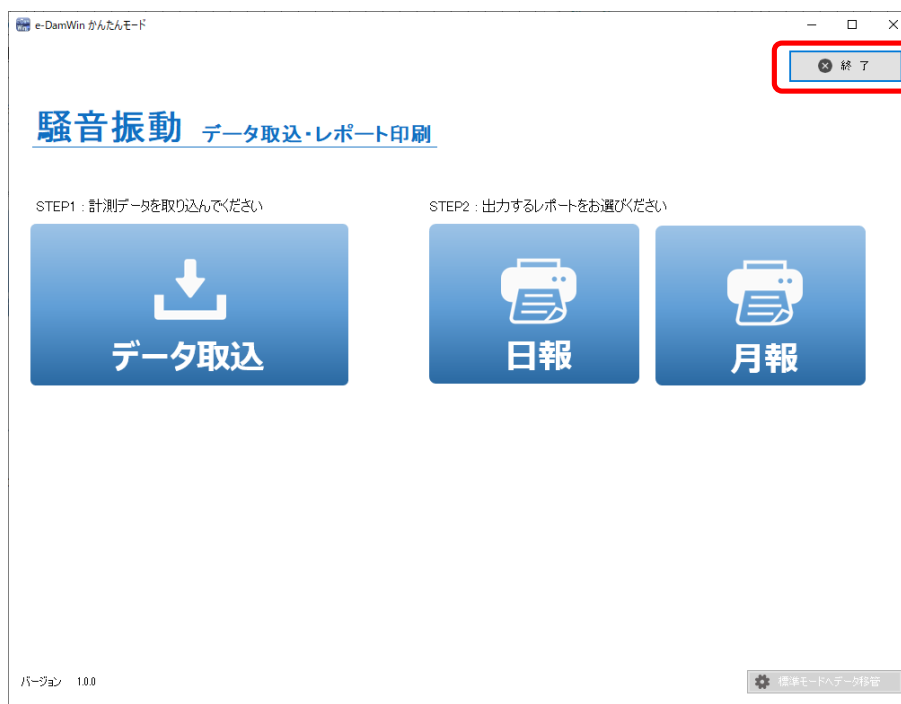 e-DamWin かんたんモード
終 了
騒音振動 データ取込・レポート印刷
STEP1：計測データを取り込んでください
STEP2：出力するレポートをお選びください
データ取込
日報
月報
バージョン 1.0.0
標準モードへデータ移管